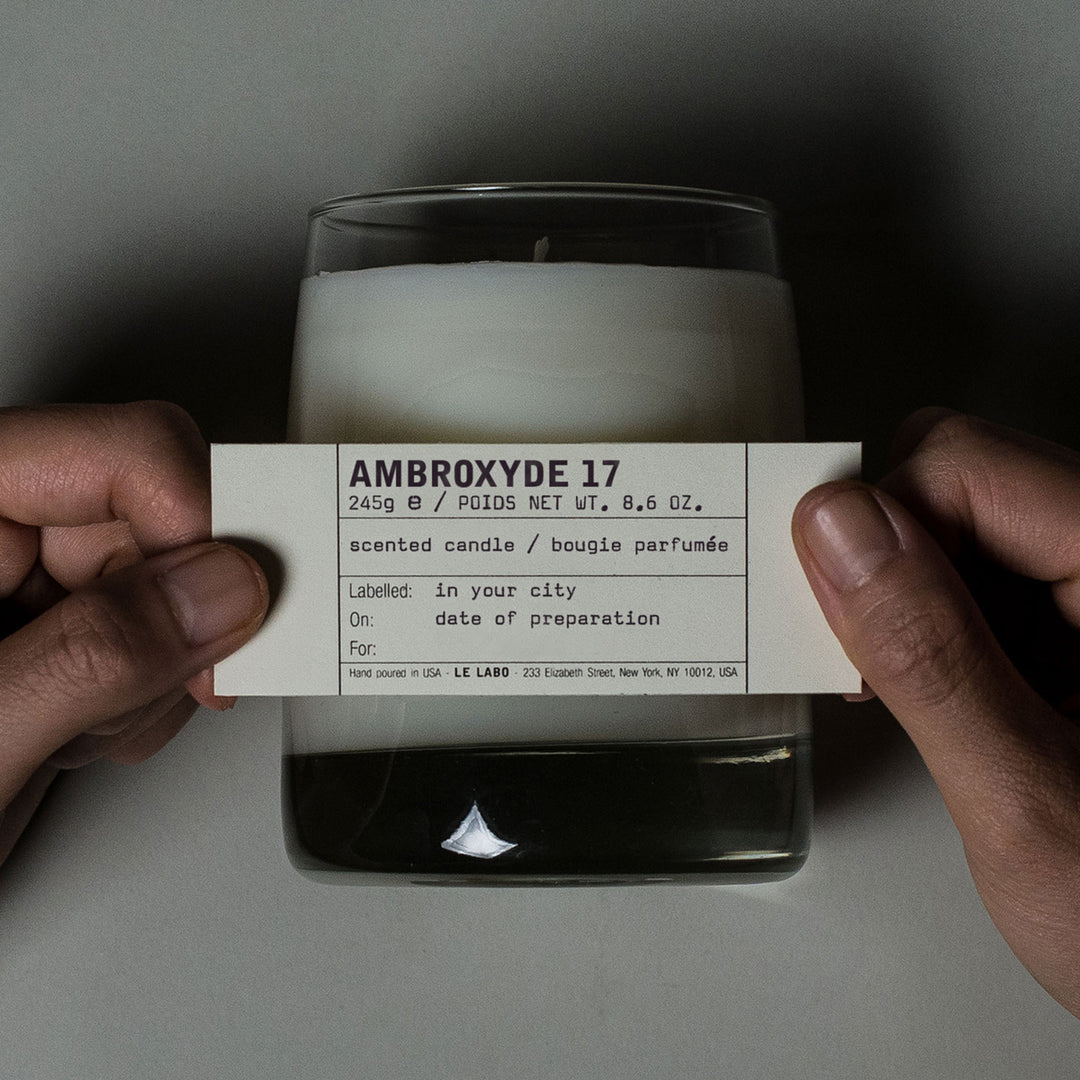 AMBROXYDE 17
245g ℮ / POIDS NET WT. 8.6 OZ.
scented candle / bougie parfumée
Labelled: in your city
On: date of preparation
For:
Hand poured in USA - LE LABO - 233 Elizabeth Street, New York, NY 10012, USA